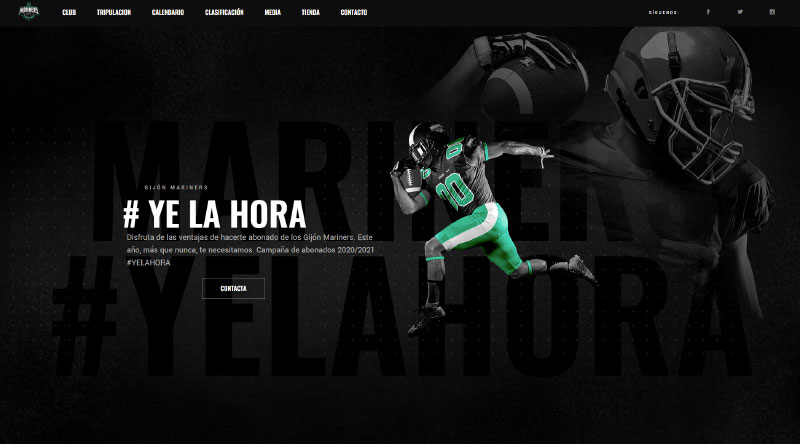 MARINERS
CLUB
TRIPULACION
CALENDARIO
CLASIFICACIÓN
MEDIA
TIENDA
CONTACTO
SÍGUENOS:
MARINER
GIJÓN MARINERS
# YE LA HORA
Disfruta de las ventajas de hacerte abonado de los Gijón Mariners. Este
año, más que nunca, te necesitamos. Campaña de abonados 2020/2021
#YELAHORA
CONTACTA
#YELAHORA
00